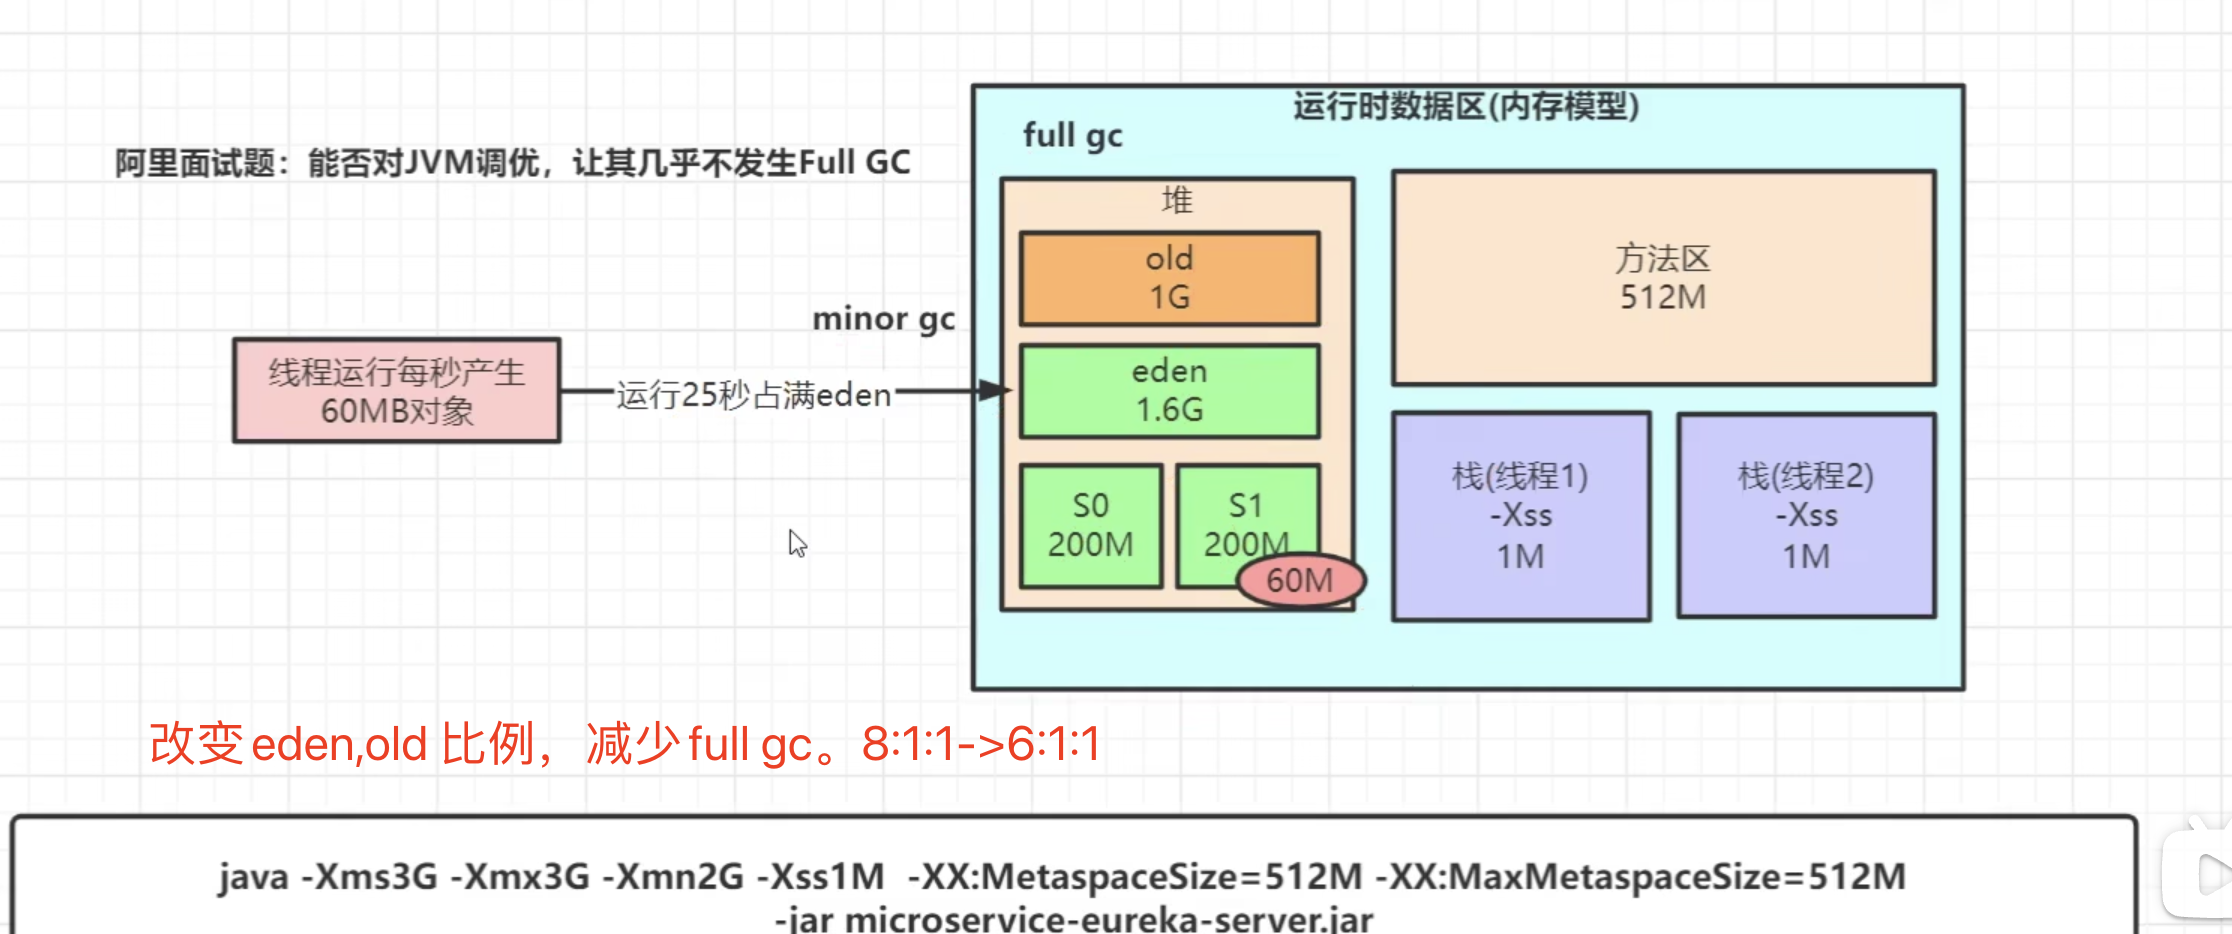 运行时数据区(内存模型)
full gc
阿里面试题：能否对JVM调优，让其几乎不发生Full GC
堆
old
1G
方法区
512M
minor gc
线程运行每秒产生
60MB对象
运行25秒占满eden
eden
1.6G
S0
200M
S1
200M
60M
栈(线程1)
-Xss
1M
栈(线程2)
-Xss
1M
改变eden,old 比例，减少full gc。8:1:1->6:1:1
java -Xms3G -Xmx3G -Xmn2G -Xss1M -XX:MetaspaceSize=512M -XX:MaxMetaspaceSize=512M
-jar microservice-eureka-server.jar